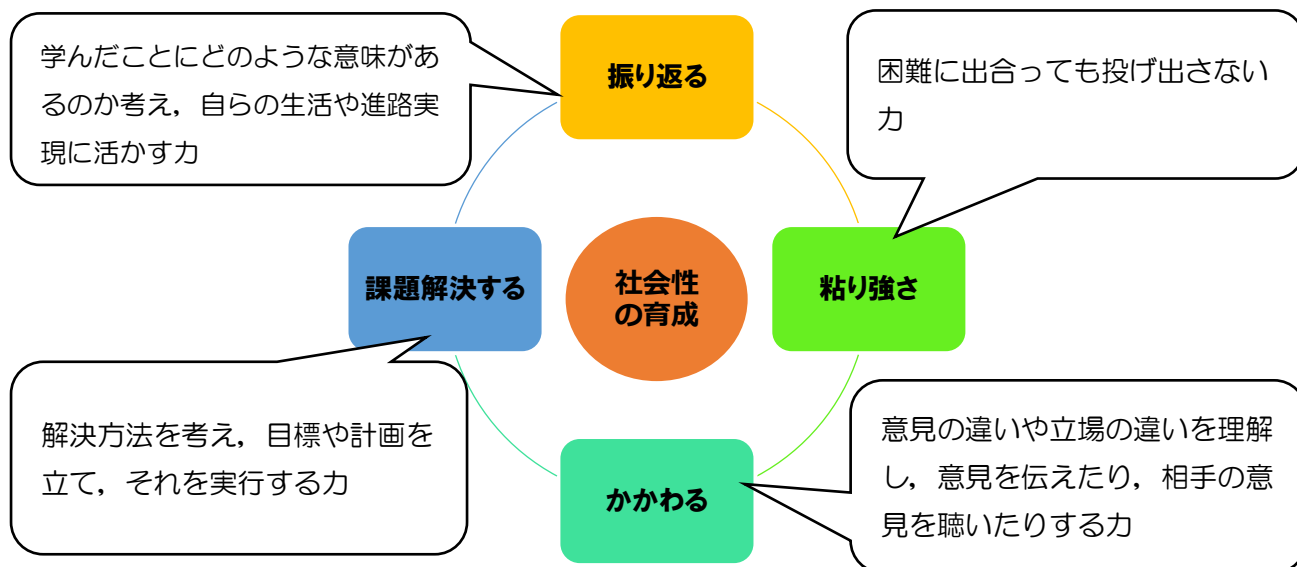 学んだことにどのような意味があ
るのか考え，自らの生活や進路実
現に活かす力
振り返る
困難に出合っても投げ出さない
力
課題解決する
社会性
の育成
粘り強さ
解決方法を考え，目標や計画を
立て，それを実行する力
かかわる
意見の違いや立場の違いを理解
し，意見を伝えたり，相手の意
見を聴いたりする力